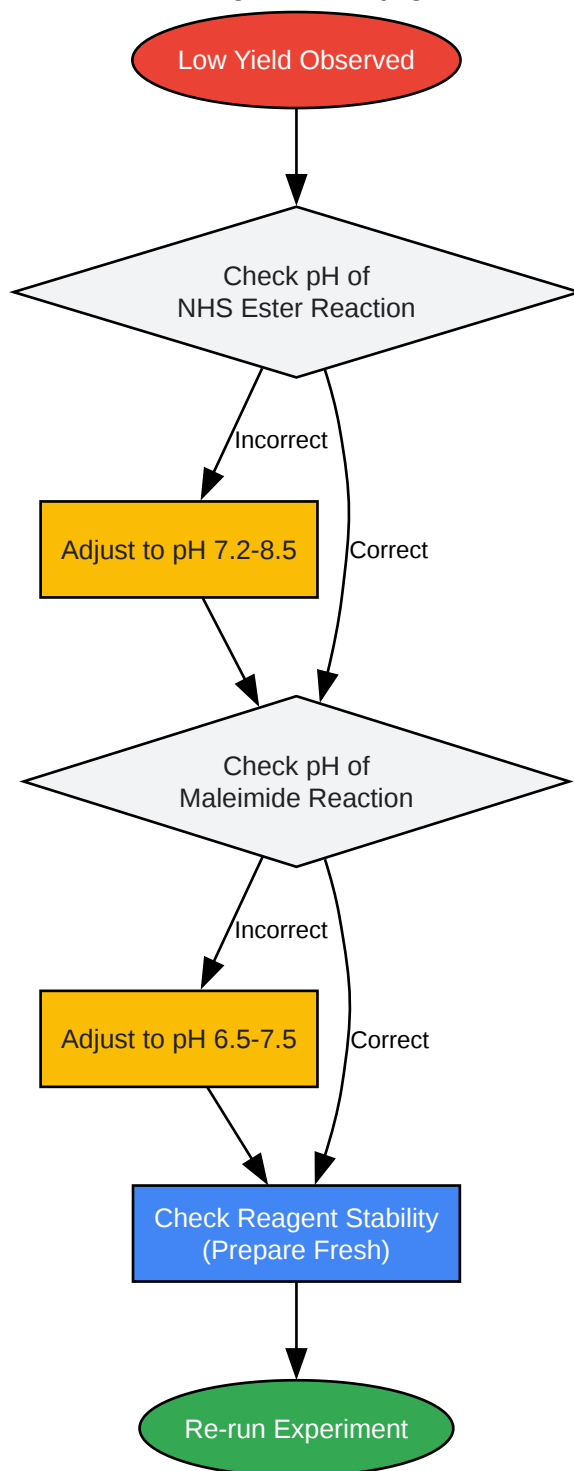 Low Yield Observed
Check pH of
NHS Ester Reaction
Incorrect
Adjust to pH 7.2-8.5
Correct
Check pH of
Maleimide Reaction
Incorrect
Adjust to pH 6.5-7.5
Correct
Check Reagent Stability
(Prepare Fresh)
Re-run Experiment